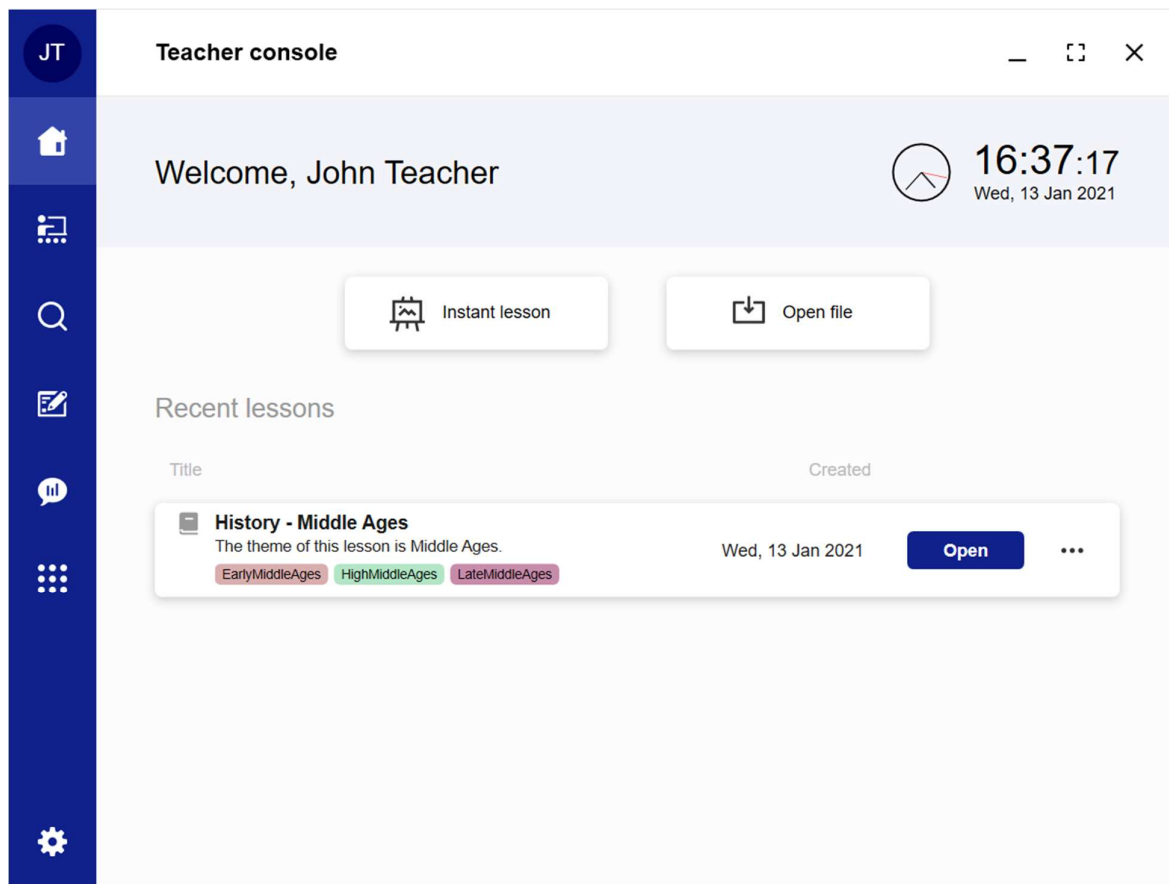 JT
Teacher console
Welcome, John Teacher
16:37:17
Wed, 13 Jan 2021
Instant lesson
Open file
Recent lessons
Title Created
History - Middle Ages
The theme of this lesson is Middle Ages.
EarlyMiddleAges HighMiddleAges LateMiddleAges
Wed, 13 Jan 2021
Open